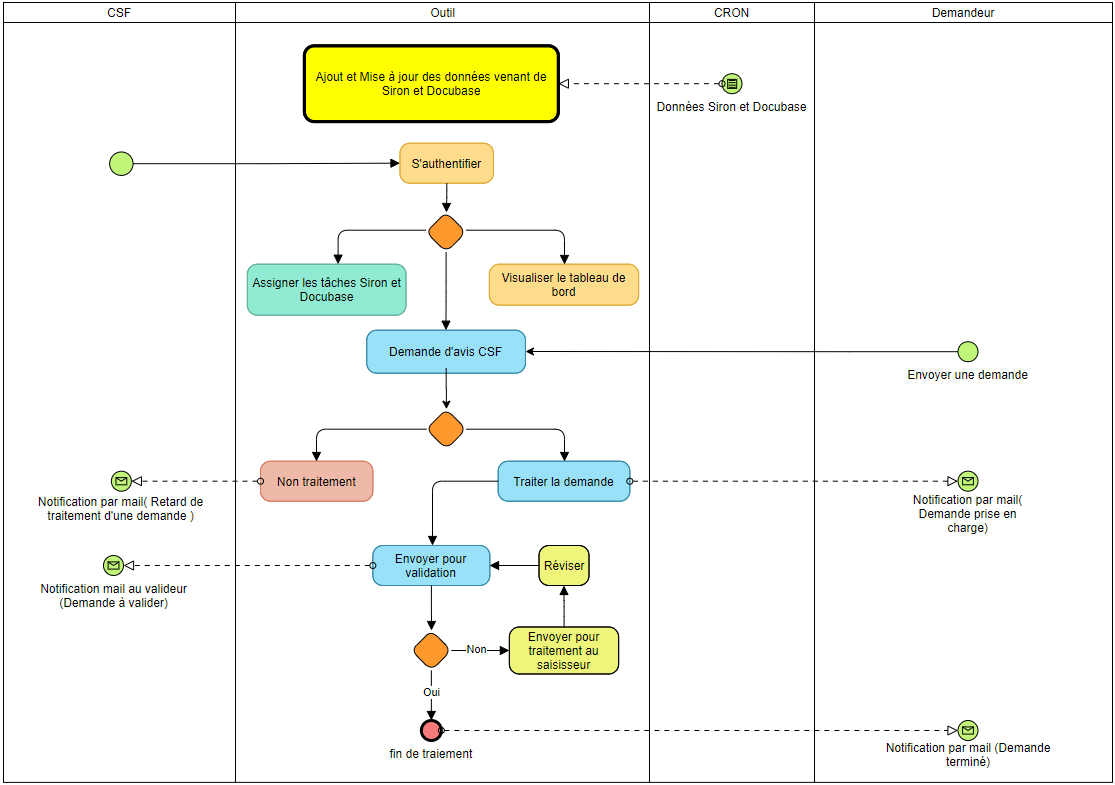 CSF
Outil
CRON
Demandeur
Ajout et Mise à jour des données venant de
Siron et Docubase
Données Siron et Docubase
S'authentifier
Assigner les tâches Siron et
Docubase
Visualiser le tableau de
bord
Demande d'avis CSF
Envoyer une demande
Non traitement
Traiter la demande
Notification par mail( Retard de
traitement d'une demande )
Notification par mail(
Demande prise en
charge)
Envoyer pour
validation
Réviser
Notification mail au valideur
(Demande à valider)
Non
Envoyer pour
traitement au
saisisseur
Oui
fin de traiement
Notification par mail (Demande
terminé)